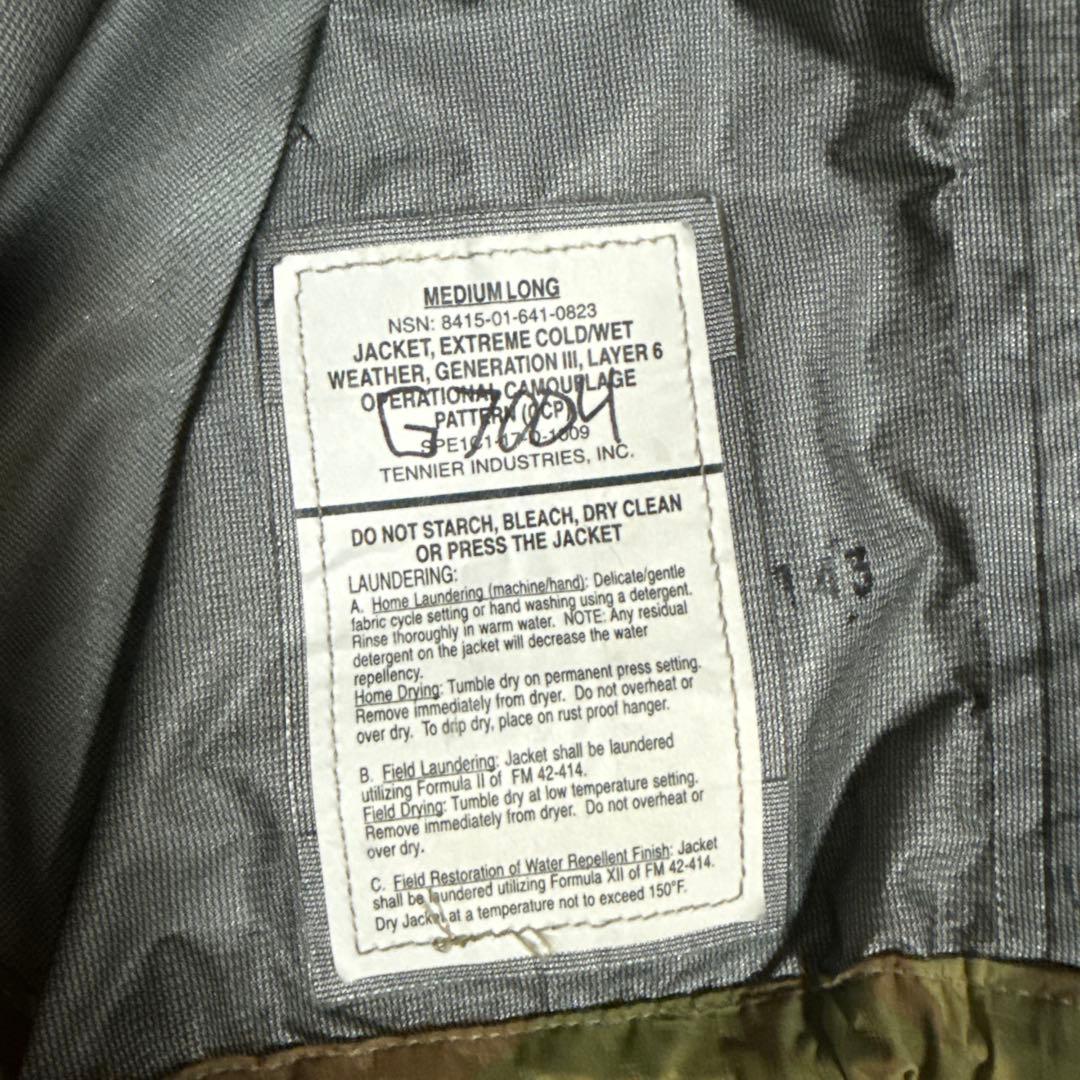 MEDIUM LONG
NSN: 8415-01-641-0823
JACKET, EXTREME COLD/WET
WEATHER, GENERATION III, LAYER 6
OPERATIONAL CAMOUFLAGE
PATTERN (OCP)
G7004
SPE1C1-17-D-1009
TENNIER INDUSTRIES, INC.
DO NOT STARCH, BLEACH, DRY CLEAN
OR PRESS THE JACKET
LAUNDERING:
A. Home Laundering (machine/hand): Delicate/gentle
fabric cycle setting or hand washing using a detergent.
Rinse thoroughly in warm water. NOTE: Any residual
detergent on the jacket will decrease the water
repellency.
Home Drying: Tumble dry on permanent press setting.
Remove immediately from dryer. Do not overheat or
over dry. To drip dry, place on rust proof hanger.
B. Field Laundering: Jacket shall be laundered
utilizing Formula II of FM 42-414.
Field Drying: Tumble dry at low temperature setting.
Remove immediately from dryer. Do not overheat or
over dry.
C. Field Restoration of Water Repellent Finish: Jacket
shall be laundered utilizing Formula XII of FM 42-414.
Dry Jacket at a temperature not to exceed 150°F.